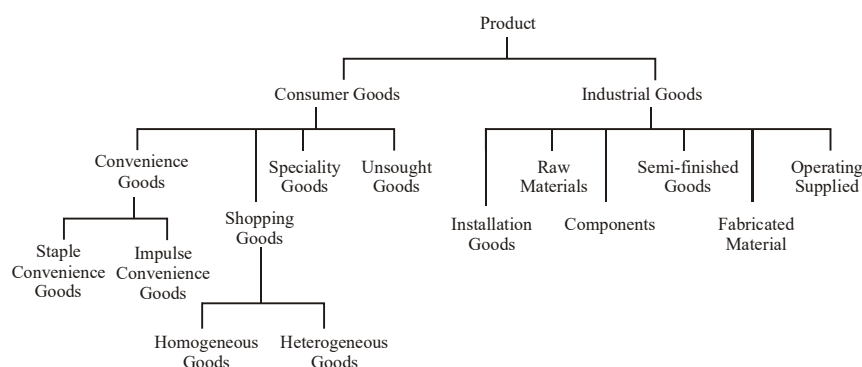 Product
Consumer Goods
Industrial Goods
Convenience
Goods
Speciality
Goods
Unsought
Goods
Raw
Materials
Semi-finished
Goods
Operating
Supplied
Shopping
Goods
Installation
Goods
Components
Fabricated
Material
Staple
Convenience
Goods
Impulse
Convenience
Goods
Homogeneous
Goods
Heterogeneous
Goods